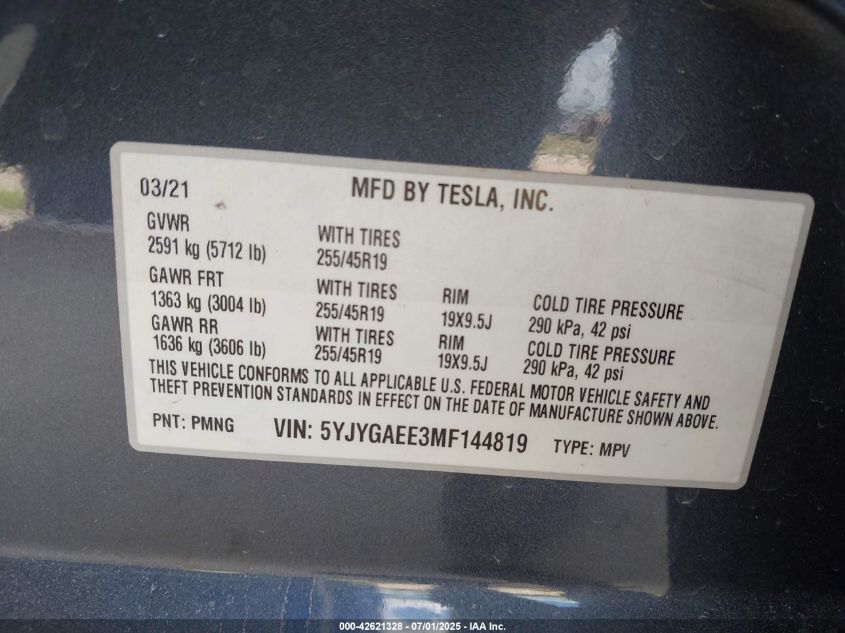 03/21
MFD BY TESLA, INC.
GVWR
2591 kg (5712 lb)
WITH TIRES
255/45R19
GAWR FRT
1363 kg (3004 lb)
WITH TIRES
255/45R19
RIM
19X9.5J
COLD TIRE PRESSURE
290 kPa, 42 psi
GAWR RR
1636 kg (3606 lb)
WITH TIRES
255/45R19
RIM
19X9.5J
COLD TIRE PRESSURE
290 kPa, 42 psi
THIS VEHICLE CONFORMS TO ALL APPLICABLE U.S. FEDERAL MOTOR VEHICLE SAFETY AND
THEFT PREVENTION STANDARDS IN EFFECT ON THE DATE OF MANUFACTURE SHOWN ABOVE.
PNT: PMNG
VIN: 5YJYGAEE3MF144819
TYPE: MPV
000-42621328 - 07/01/2025 - IAA Inc.